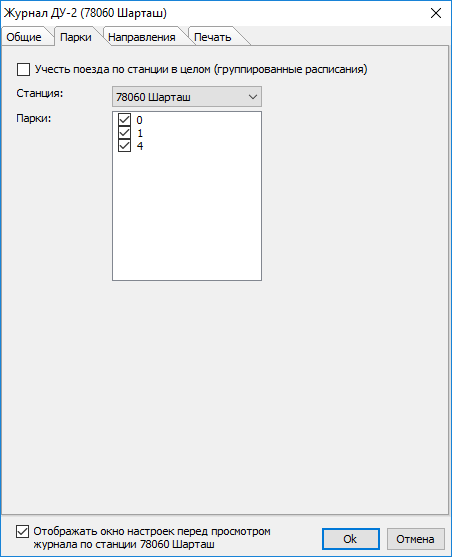 Журнал ДУ-2 (78060 Шарташ)
Общие Парки Направления Печать
Учесть поезда по станции в целом (группированные расписания)
Станция: 78060 Шарташ
Парки: 0
1
4
Отображать окно настроек перед просмотром
журнала по станции 78060 Шарташ
Ok Отмена